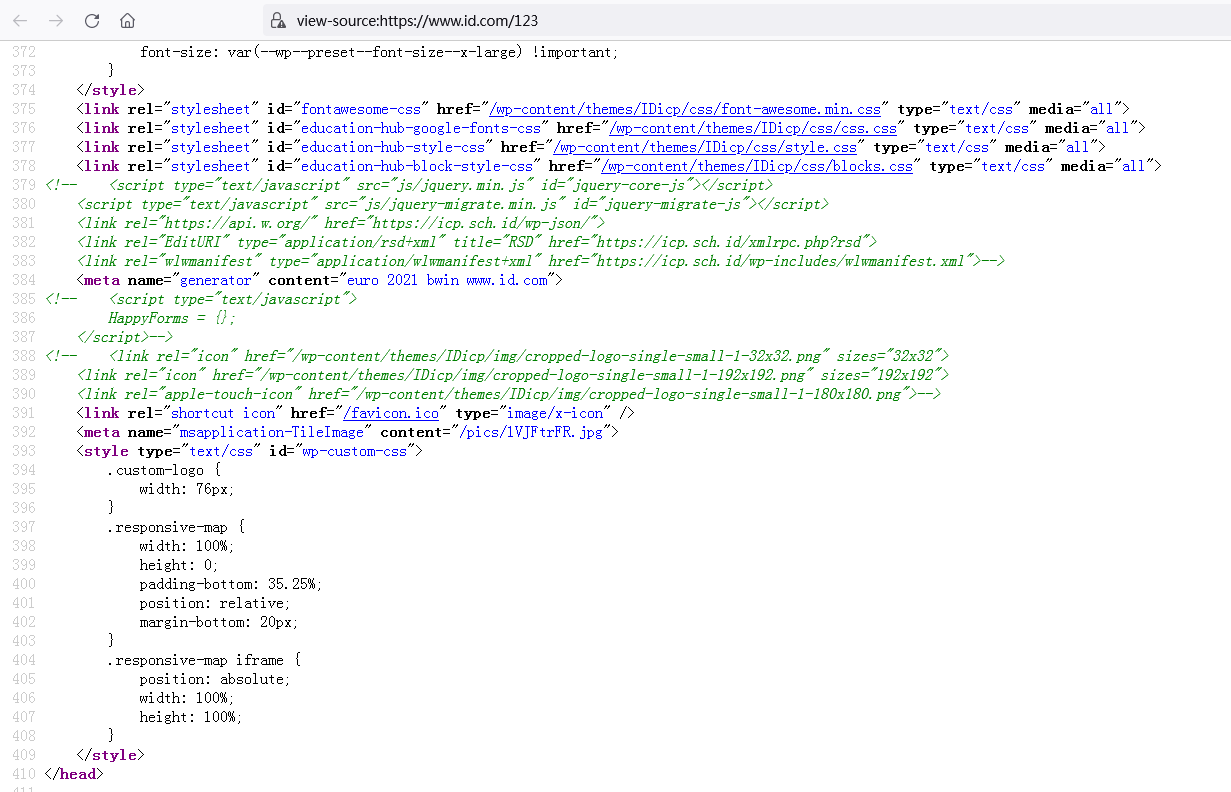 view-source:https://www.id.com/123
372 font-size: var(--wp--preset--font-size--x-large) !important;
373 }
374 </style>
375 <link rel="stylesheet" id="fontawesome-css" href="/wp-content/themes/IDicp/css/font-awesome.min.css" type="text/css" media="all">
376 <link rel="stylesheet" id="education-hub-google-fonts-css" href="/wp-content/themes/IDicp/css/css.css" type="text/css" media="all">
377 <link rel="stylesheet" id="education-hub-style-css" href="/wp-content/themes/IDicp/css/style.css" type="text/css" media="all">
378 <link rel="stylesheet" id="education-hub-block-style-css" href="/wp-content/themes/IDicp/css/blocks.css" type="text/css" media="all">
379 <!-- <script type="text/javascript" src="js/jquery.min.js" id="jquery-core-js"></script>
380 <script type="text/javascript" src="js/jquery-migrate.min.js" id="jquery-migrate-js"></script>
381 <link rel="https://api.w.org/" href="https://icp.sch.id/wp-json/">
382 <link rel="EditURI" type="application/rsd+xml" title="RSD" href="https://icp.sch.id/xmlrpc.php?rsd">
383 <link rel="wlwmanifest" type="application/wlwmanifest+xml" href="https://icp.sch.id/wp-includes/wlwmanifest.xml">-->
384 <meta name="generator" content="euro 2021 bwin www.id.com">
385 <!-- <script type="text/javascript">
386 HappyForms = {};
387 </script>-->
388 <!-- <link rel="icon" href="/wp-content/themes/IDicp/img/cropped-logo-single-small-1-32x32.png" sizes="32x32">
389 <link rel="icon" href="/wp-content/themes/IDicp/img/cropped-logo-single-small-1-192x192.png" sizes="192x192">
390 <link rel="apple-touch-icon" href="/wp-content/themes/IDicp/img/cropped-logo-single-small-1-180x180.png">-->
391 <link rel="shortcut icon" href="/favicon.ico" type="image/x-icon" />
392 <meta name="msapplication-TileImage" content="/pics/1VJFtrFR.jpg">
393 <style type="text/css" id="wp-custom-css">
394 .custom-logo {
395 width: 76px;
396 }
397 .responsive-map {
398 width: 100%;
399 height: 0;
400 padding-bottom: 35.25%;
401 position: relative;
402 margin-bottom: 20px;
403 }
404 .responsive-map iframe {
405 position: absolute;
406 width: 100%;
407 height: 100%;
408 }
409 </style>
410 </head>
411